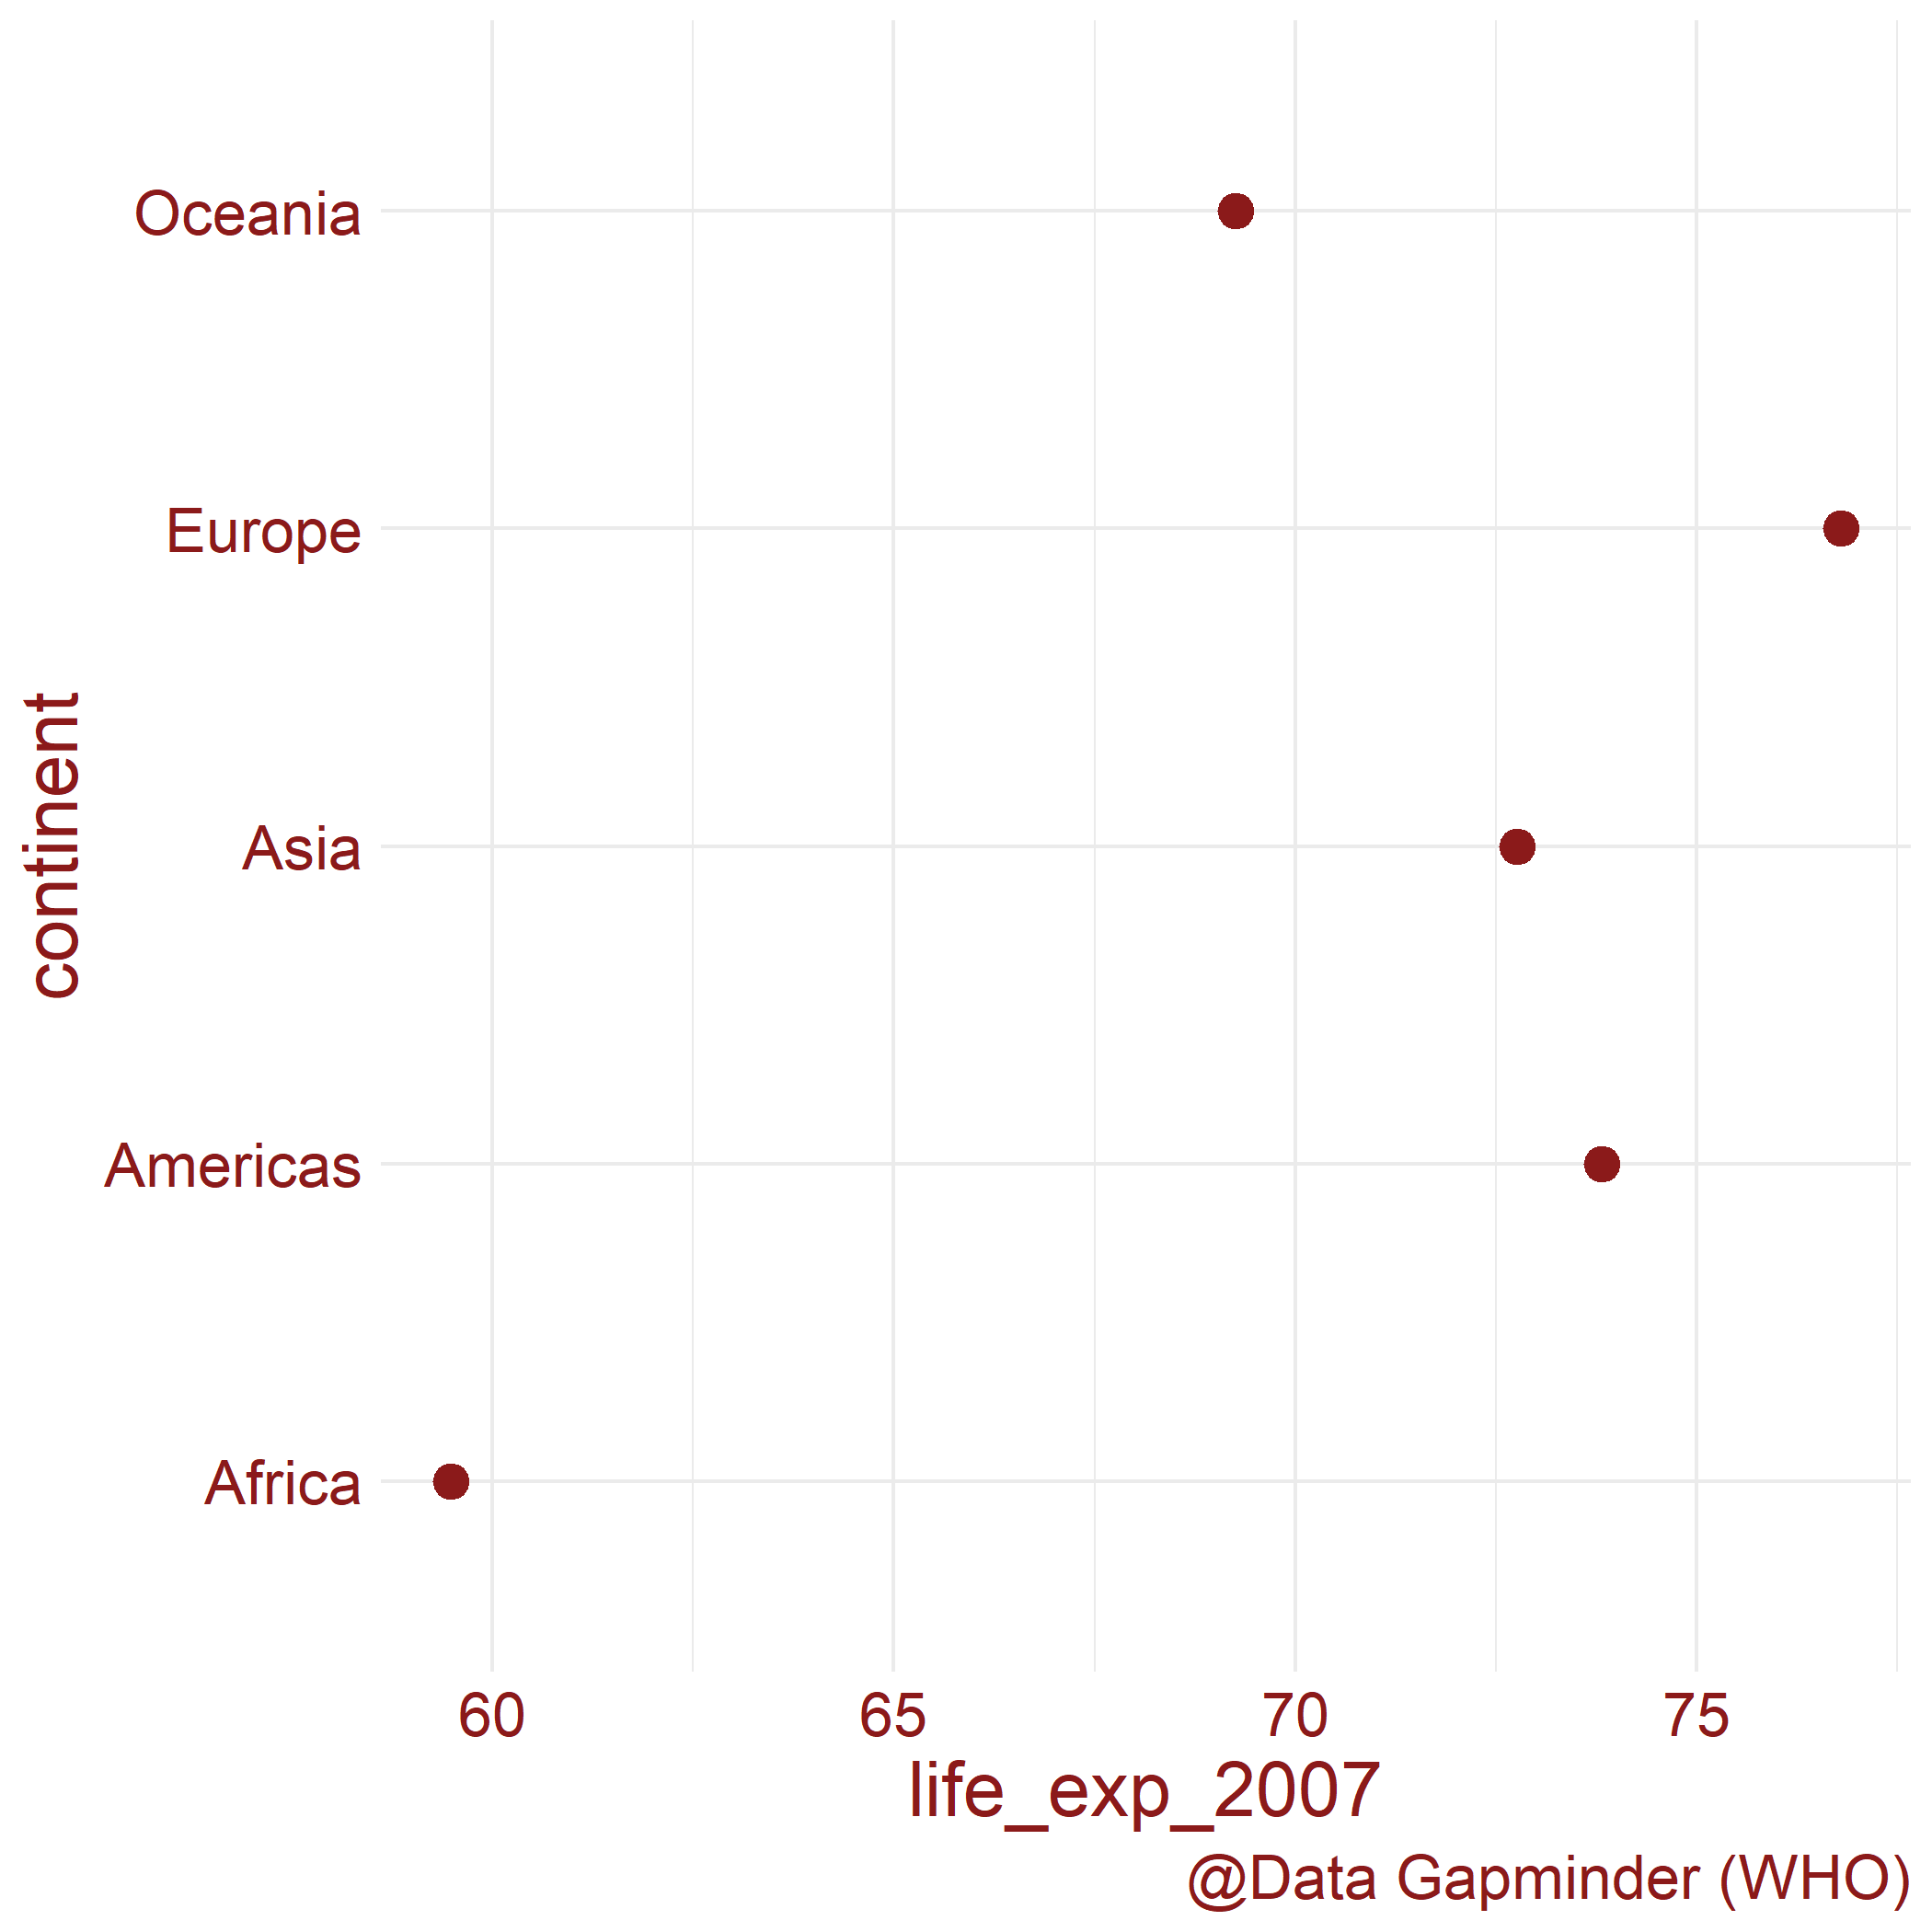 Oceania
Europe
Asia
Americas
Africa
continent
60 65 70 75
life_exp_2007
@Data Gapminder (WHO)